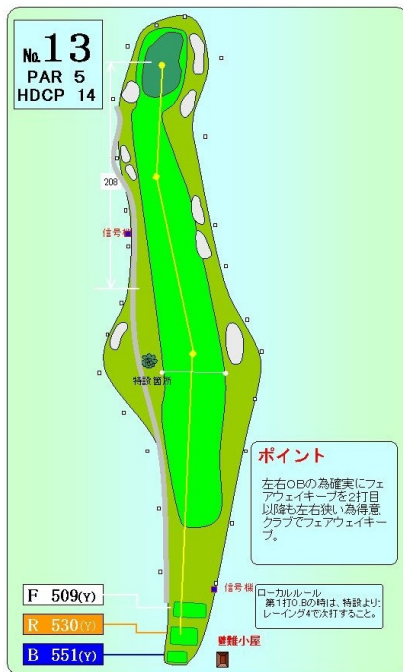 No.13
PAR 5
HDCP 14
208
信号機
特設箇所
ポイント
左右OBの為確実にフェ
アウェイキープを2打目
以降も左右狭い為得意
クラブでフェアウェイキー
プ。
F 509(Y)
R 530(Y)
B 551(Y)
信号機
ローカルルール
第1打O.Bの時は、特設より
レーイング4で次打すること。
避難小屋